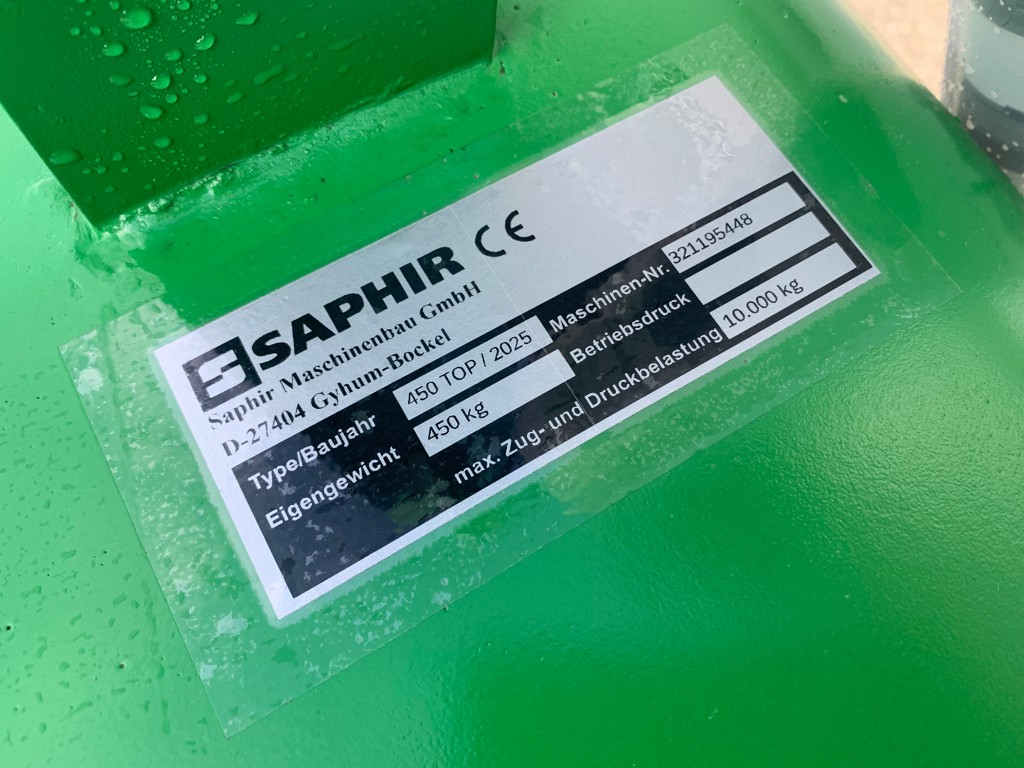 SAPHIR CE
Saphir Maschinenbau GmbH
D-27404 Gyhum-Bockel
Type/Baujahr 450 TOP / 2025 Maschinen-Nr. 321195448
Eigengewicht 450 kg Betriebsdruck
max. Zug- und Druckbelastung 10.000 kg